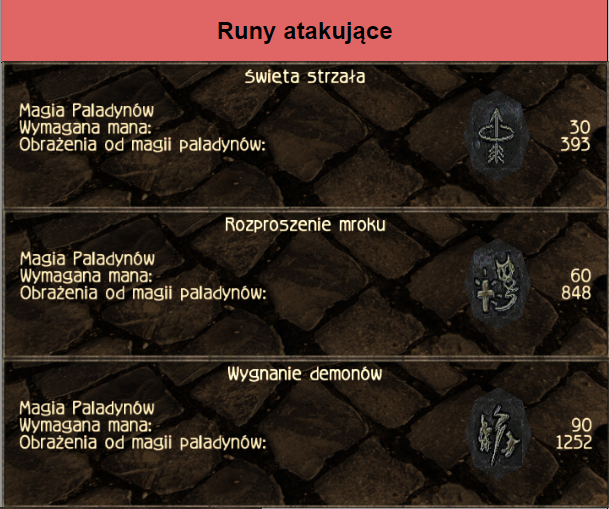 Runy atakujące
Święta strzała
Magia Paladynów
Wymagana mana: 30
Obrażenia od magii paladynów: 393
Rozproszenie mroku
Magia Paladynów
Wymagana mana: 60
Obrażenia od magii paladynów: 848
Wygnanie demonów
Magia Paladynów
Wymagana mana: 90
Obrażenia od magii paladynów: 1252